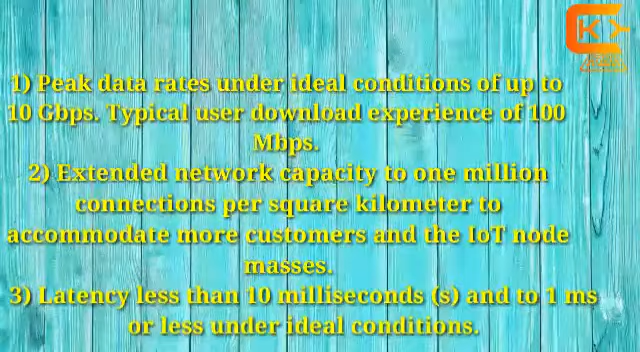 1) Peak data rates under ideal conditions of up to
10 Gbps. Typical user download experience of 100
Mbps.
2) Extended network capacity to one million
connections per square kilometer to
accommodate more customers and the IoT node
masses.
3) Latency less than 10 milliseconds (s) and to 1 ms
or less under ideal conditions.